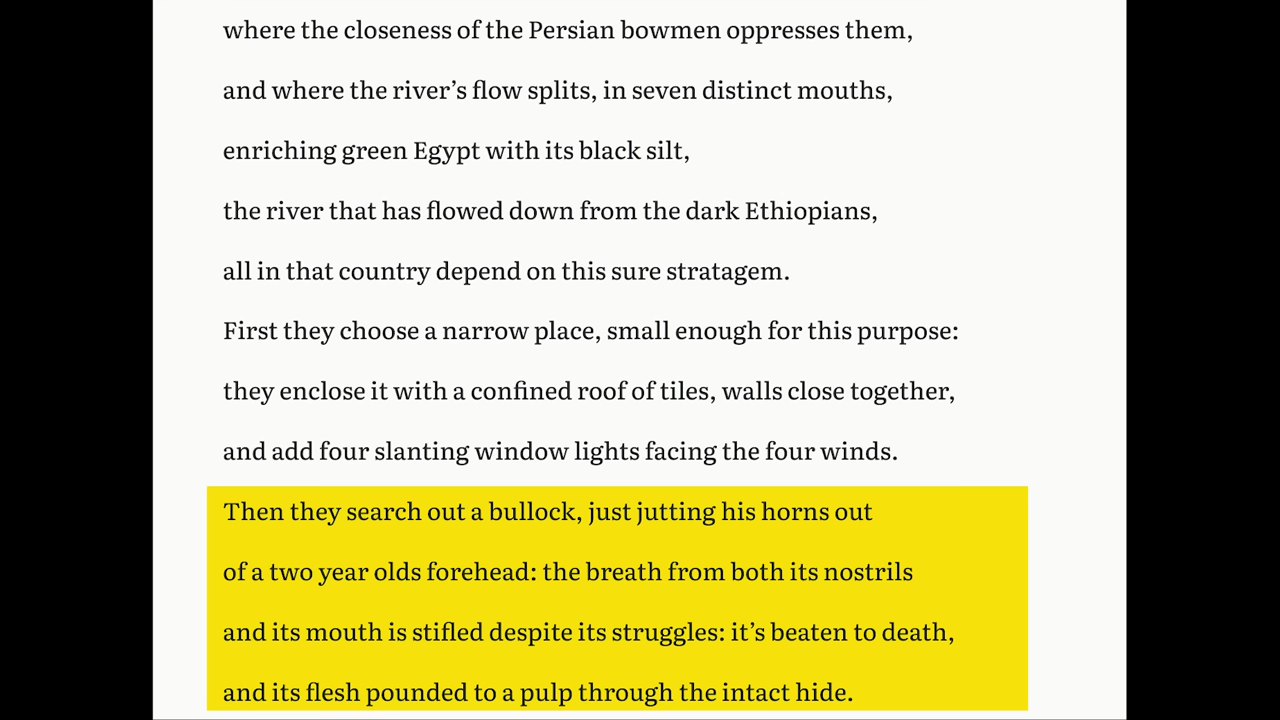 where the closeness of the Persian bowmen oppresses them,
and where the river’s flow splits, in seven distinct mouths,
enriching green Egypt with its black silt,
the river that has flowed down from the dark Ethiopians,
all in that country depend on this sure stratagem.
First they choose a narrow place, small enough for this purpose:
they enclose it with a confined roof of tiles, walls close together,
and add four slanting window lights facing the four winds.
Then they search out a bullock, just jutting his horns out
of a two year olds forehead: the breath from both its nostrils
and its mouth is stifled despite its struggles: it’s beaten to death,
and its flesh pounded to a pulp through the intact hide.